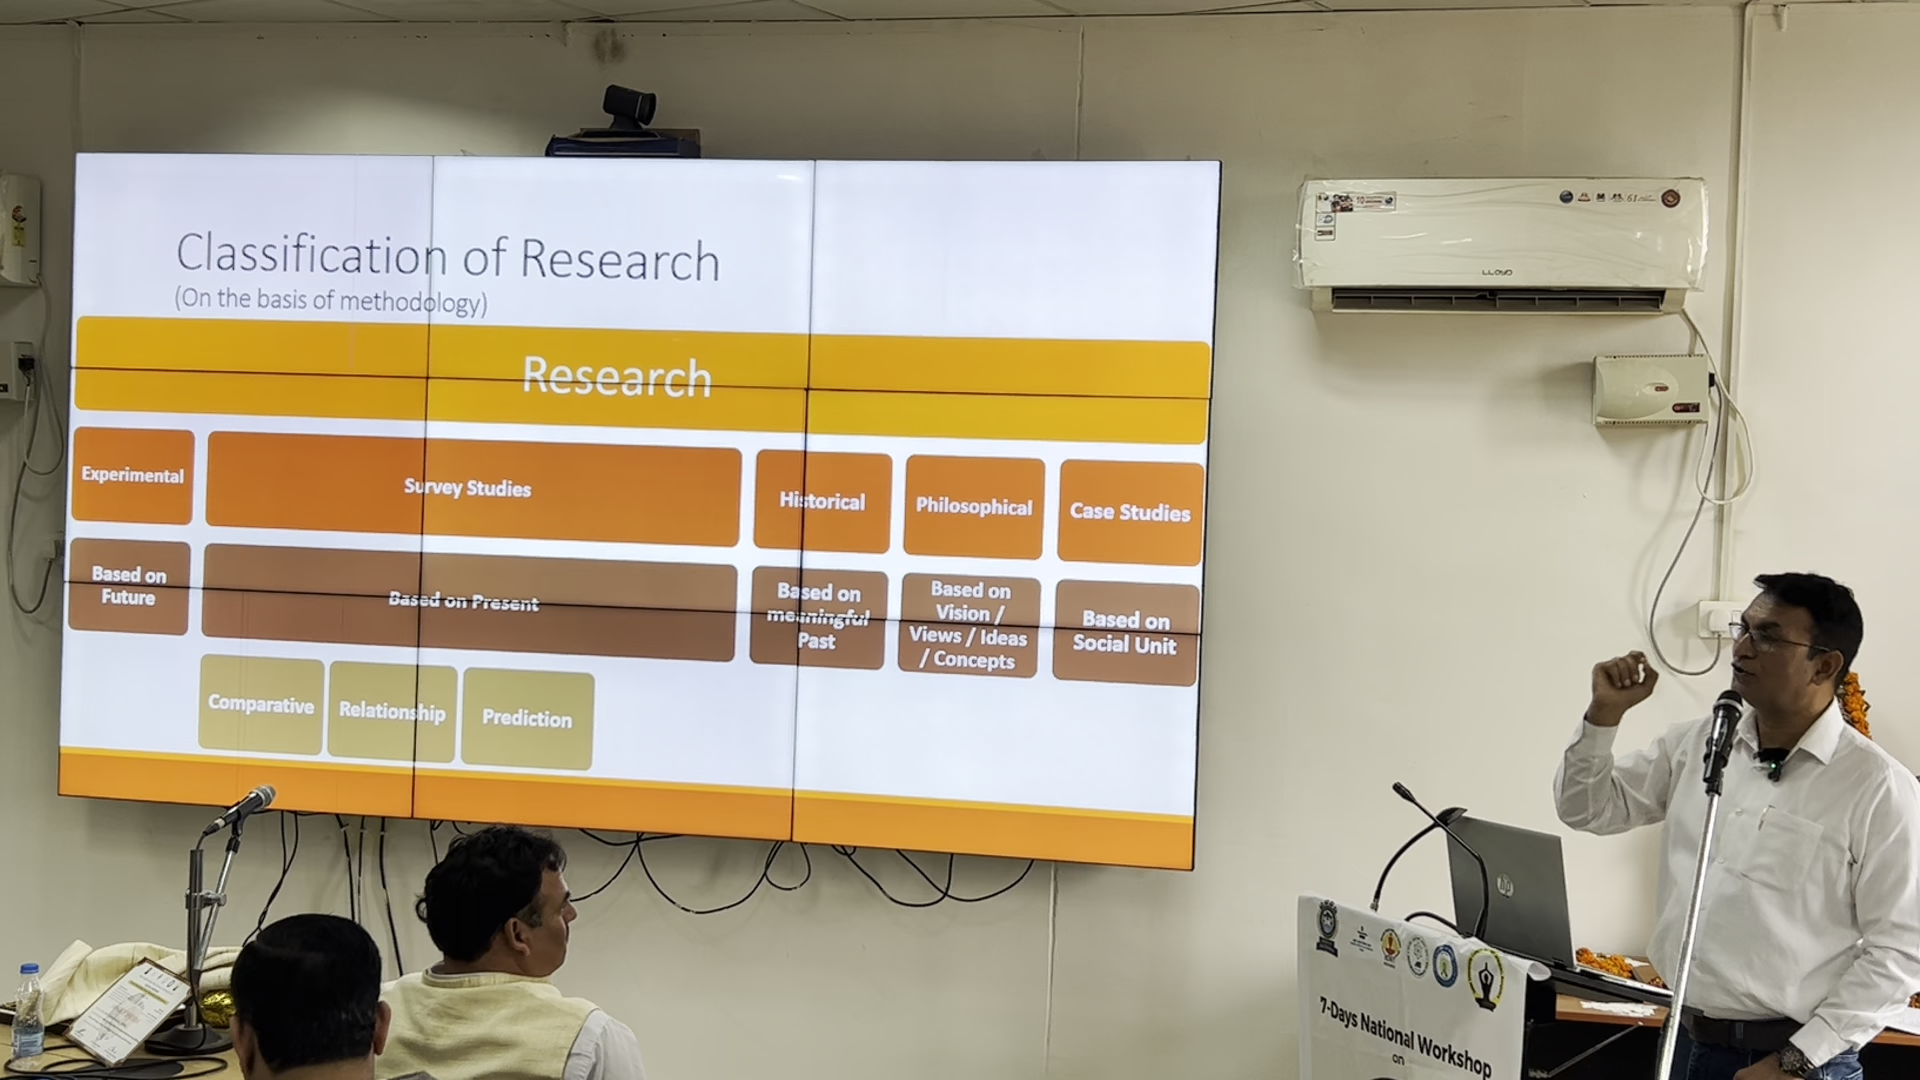 Classification of Research
(On the basis of methodology)
Research
Experimental
Survey Studies
Historical
Philosophical
Case Studies
Based on
Future
Based on Present
Based on
meaningful
Past
Based on
Vision /
Views / Ideas
/ Concepts
Based on
Social Unit
Comparative
Relationship
Prediction
LLOYD
hp
7-Days National Workshop
on